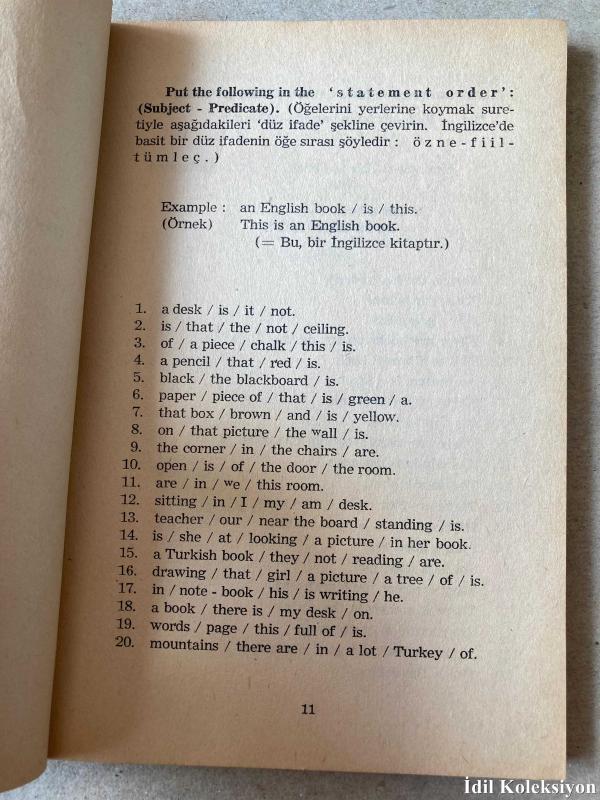 Put the following in the 'statement order':
(Subject - Predicate). (Öğelerini yerlerine koymak sure-
tiyle aşağıdakileri 'düz ifade' şekline çevirin. İngilizce'de
basit bir düz ifadenin öğe sırası şöyledir : özne-fiil-
tümleç.)
Example : an English book / is / this.
(Örnek) This is an English book.
(= Bu, bir İngilizce kitaptır.)
1. a desk / is / it / not.
2. is / that / the / not / ceiling.
3. of / a piece / chalk / this / is.
4. a pencil / that / red / is.
5. black / the blackboard / is.
6. paper / piece of / that / is / green / a.
7. that box / brown / and / is / yellow.
8. on / that picture / the wall / is.
9. the corner / in / the chairs / are.
10. open / is / of / the door / the room.
11. are / in / we / this room.
12. sitting / in / I / my / am / desk.
13. teacher / our / near the board / standing / is.
14. is / she / at / looking / a picture / in her book.
15. a Turkish book / they / not / reading / are.
16. drawing / that / girl / a picture / a tree / of / is.
17. in / note - book / his / is writing / he.
18. a book / there is / my desk / on.
19. words / page / this / full of / is.
20. mountains / there are / in / a lot / Turkey / of.
11
İdil Koleksiyon